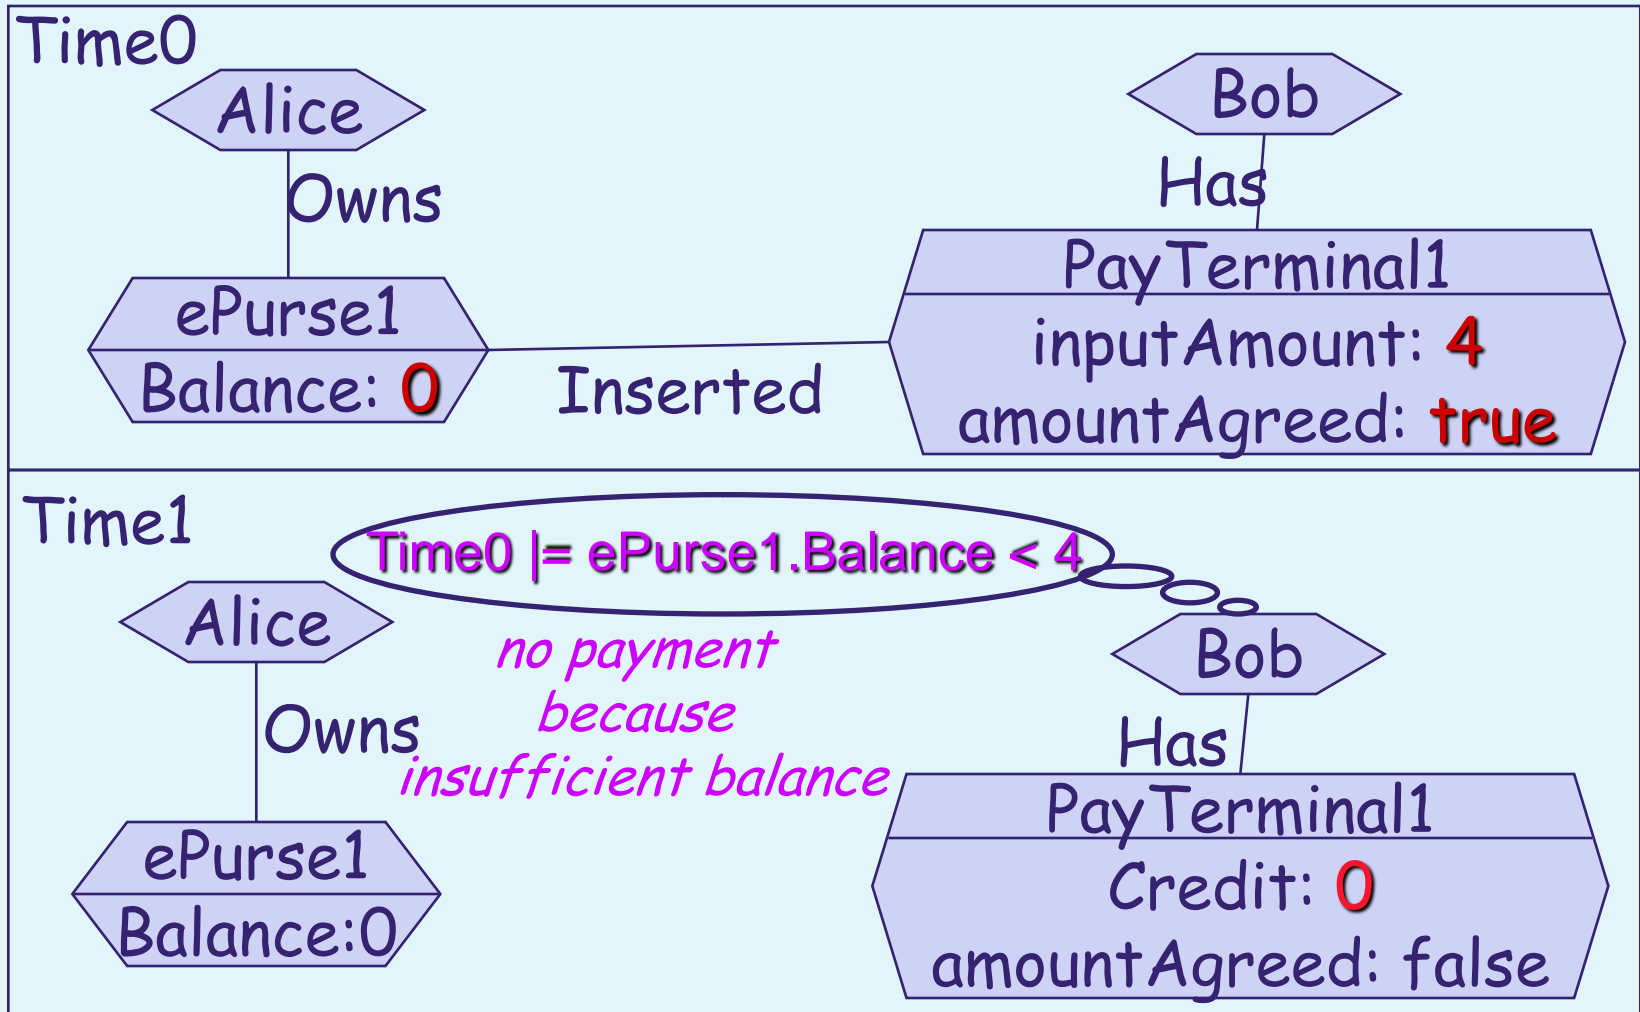 Time0
Alice
Bob
Owns
Has
ePurse1
Balance: 0
Inserted
PayTerminal1
inputAmount: 4
amountAgreed: true
Time1
Time0 |= ePurse1.Balance < 4
Alice
no payment
because
insufficient balance
Bob
Owns
Has
ePurse1
Balance:0
PayTerminal1
Credit: 0
amountAgreed: false